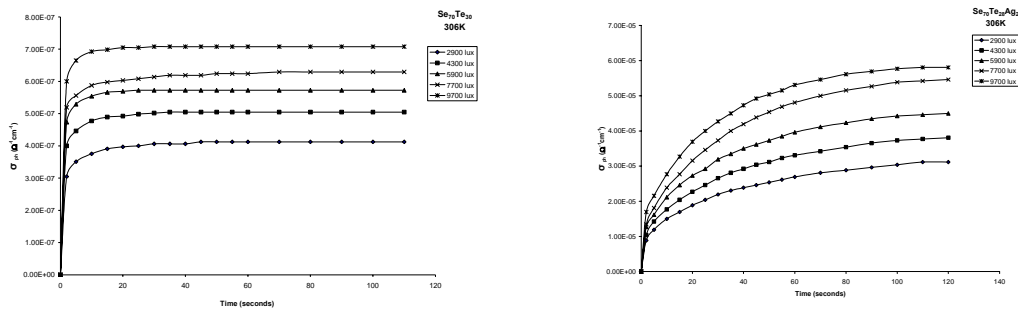 Se70Te30
306K
2900 lux
4300 lux
5900 lux
7700 lux
9700 lux
8.00E-07
7.00E-07
6.00E-07
5.00E-07
4.00E-07
3.00E-07
2.00E-07
1.00E-07
0.00E+00
0 20 40 60 80 100 120
Time (seconds)
Se70Te28Ag2
306K
2900 lux
4300 lux
5900 lux
7700 lux
9700 lux
7.00E-05
6.00E-05
5.00E-05
4.00E-05
3.00E-05
2.00E-05
1.00E-05
0.00E+00
0 20 40 60 80 100 120 140
Time (seconds)